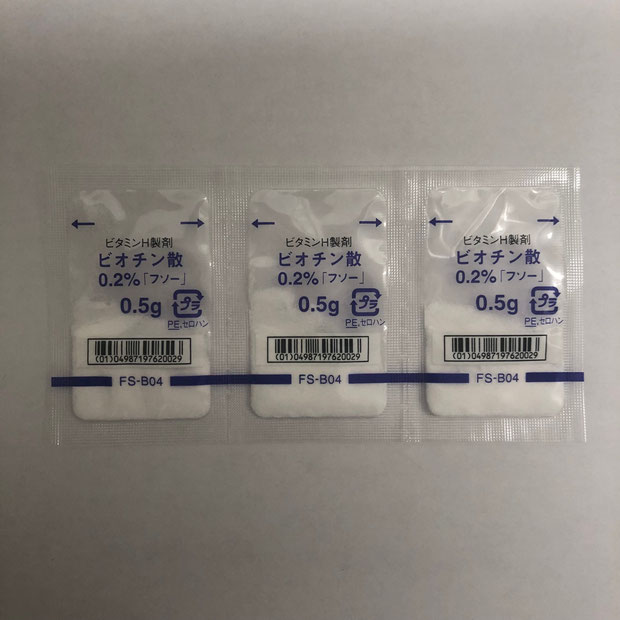 ビタミンH製剤
ビオチン散
0.2%「フソー」
0.5g プラ
PE,セロハン
(01)04987197620029
FS-B04
ビタミンH製剤
ビオチン散
0.2%「フソー」
0.5g プラ
PE,セロハン
(01)04987197620029
FS-B04
ビタミンH製剤
ビオチン散
0.2%「フソー」
0.5g プラ
PE,セロハン
(01)04987197620029
FS-B04